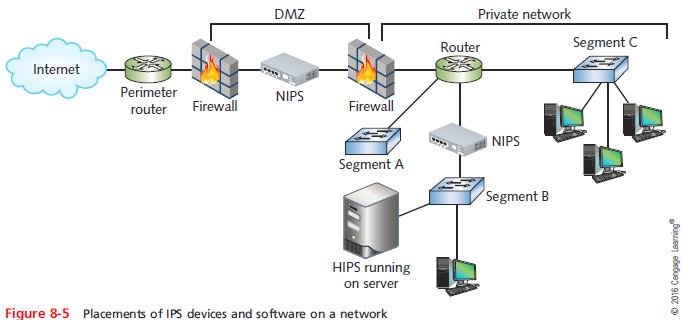 DMZ
Private network
Internet
Perimeter
router
Firewall
NIPS
Firewall
Router
Segment C
Segment A
NIPS
Segment B
HIPS running
on server
© 2016 Cengage Learning®
Figure 8-5 Placements of IPS devices and software on a network